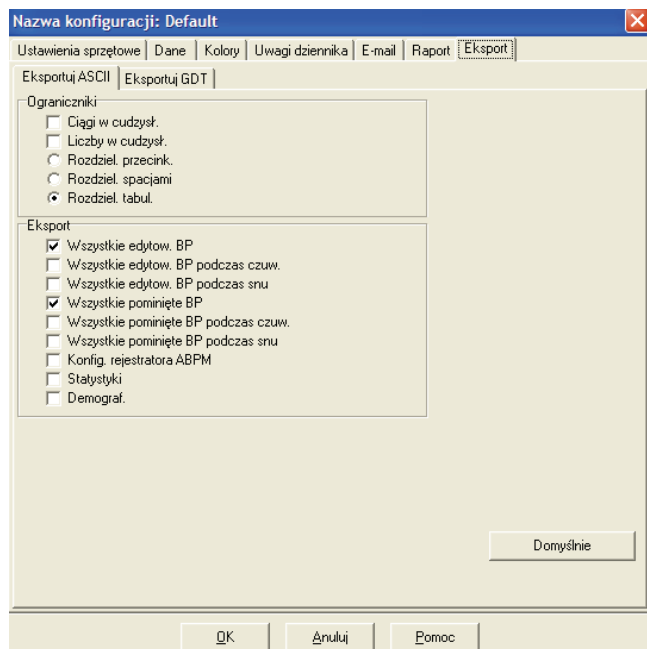 Nazwa konfiguracji: Default
Ustawienia sprzętowe Dane Kolory Uwagi dziennika E-mail Raport Eksport
Eksportuj ASCII Eksportuj GDT
Ograniczniki
Ciągi w cudzysł.
Liczby w cudzysł.
Rozdziel. przecink.
Rozdziel. spacjami
Rozdziel. tabul.
Eksport
Wszystkie edytow. BP
Wszystkie edytow. BP podczas czuw.
Wszystkie edytow. BP podczas snu
Wszystkie pominięte BP
Wszystkie pominięte BP podczas czuw.
Wszystkie pominięte BP podczas snu
Konfig. rejestratora ABPM
Statystyki
Demograf.
Domyślnie
OK Anuluj Pomoc